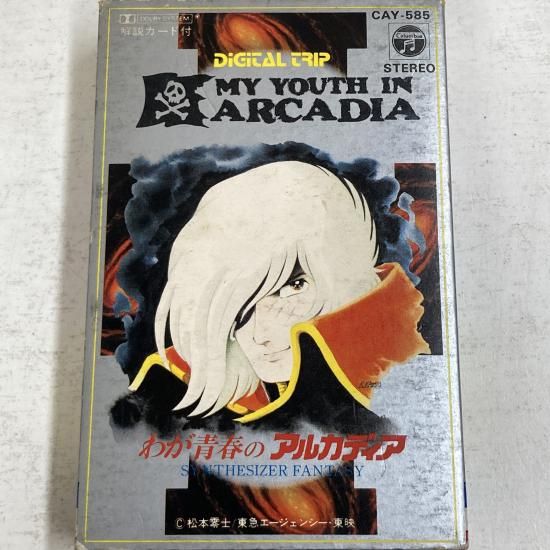 DOLBY SYSTEM
解説カード付
CAY-585
Columbia
STEREO
DIGITAL TRIP
MY YOUTH IN
ARCADIA
わが青春のアルカディア
SYNTHESIZER FANTASY
©松本零士/東急エージェンシー・東映